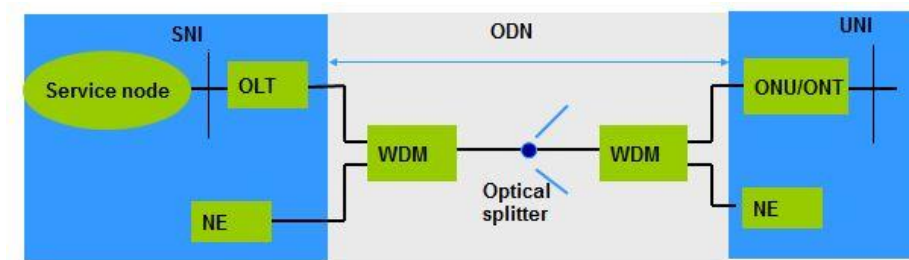 SNI
ODN
UNI
Service node
OLT
ONU/ONT
WDM
WDM
Optical
splitter
NE
NE